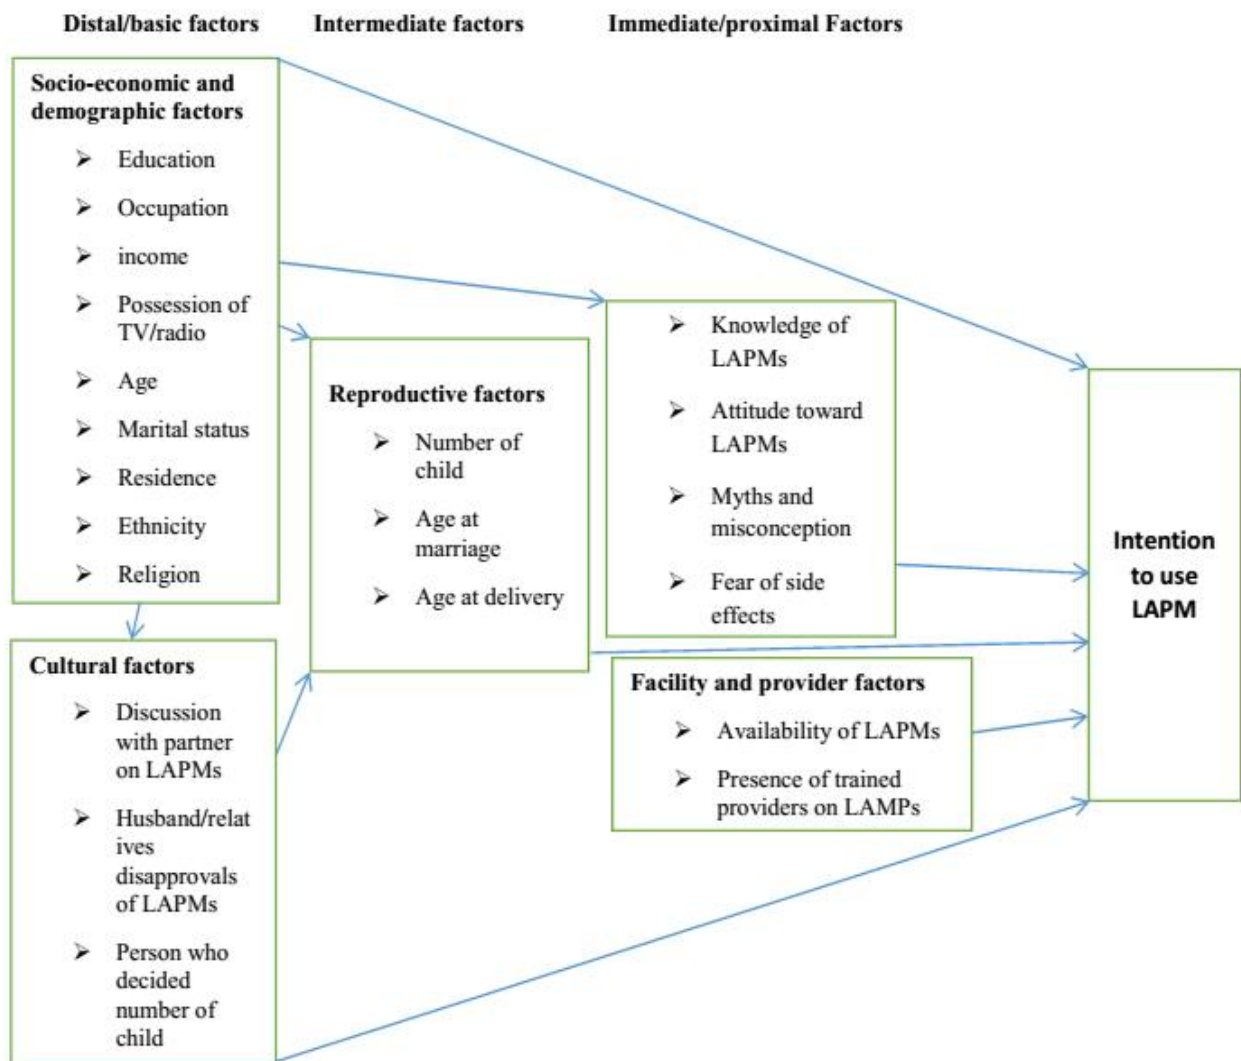 Distal/basic factors
Intermediate factors
Immediate/proximal Factors
Socio-economic and
demographic factors
➢ Education
➢ Occupation
➢ income
➢ Possession of
TV/radio
➢ Age
➢ Marital status
➢ Residence
➢ Ethnicity
➢ Religion
Cultural factors
➢ Discussion
with partner
on LAPMs
➢ Husband/relat
ives
disapprovals
of LAPMs
➢ Person who
decided
number of
child
Reproductive factors
➢ Number of
child
➢ Age at
marriage
➢ Age at delivery
➢ Knowledge of
LAPMs
➢ Attitude toward
LAPMs
➢ Myths and
misconception
➢ Fear of side
effects
Facility and provider factors
➢ Availability of LAPMs
➢ Presence of trained
providers on LAMPs
Intention
to use
LAPM